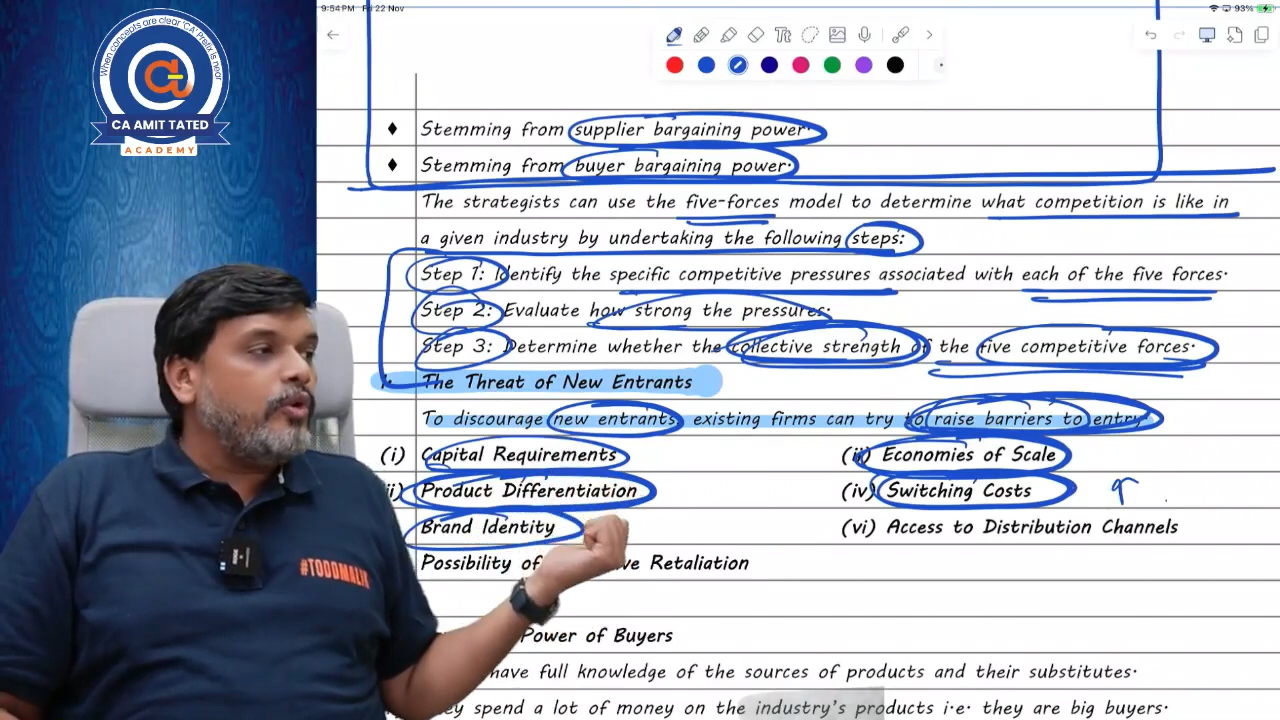 9:54 PM Fri 22 Nov
93%
When concepts are clear 'CA' Prefix is near
CA AMIT TATED
ACADEMY
♦ Stemming from supplier bargaining power.
♦ Stemming from buyer bargaining power.
The strategists can use the five-forces model to determine what competition is like in
a given industry by undertaking the following steps:
Step 1: Identify the specific competitive pressures associated with each of the five forces.
Step 2: Evaluate how strong the pressures.
Step 3: Determine whether the collective strength of the five competitive forces.
The Threat of New Entrants
To discourage new entrants, existing firms can try to raise barriers to entry.
(i) Capital Requirements (ii) Economies of Scale
Product Differentiation (iv) Switching Costs
Brand Identity (vi) Access to Distribution Channels
Possibility of Retaliation
Power of Buyers
have full knowledge of the sources of products and their substitutes.
spend a lot of money on the industry's products i.e. they are big buyers.